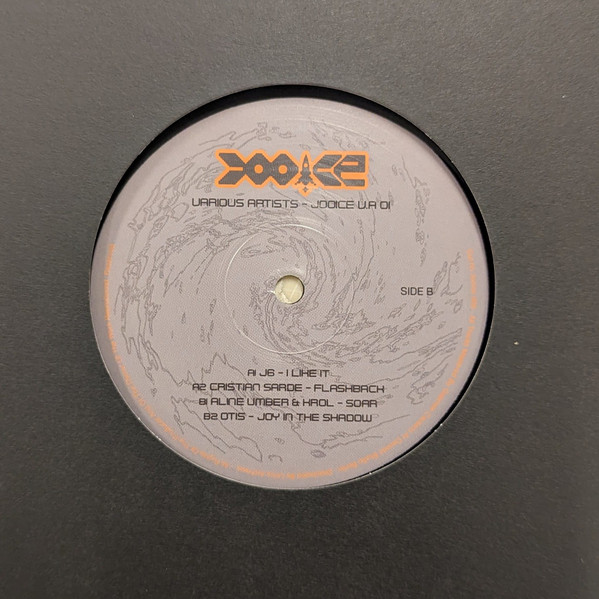 JOOICE
VARIOUS ARTISTS - JOOICE V.A 01
SIDE B
A1 J6 - I LIKE IT
A2 CRISTIAN SARDE - FLASHBACK
B1 ALINE UMBER & KROL - SOAR
B2 OTIS - JOY IN THE SHADOW